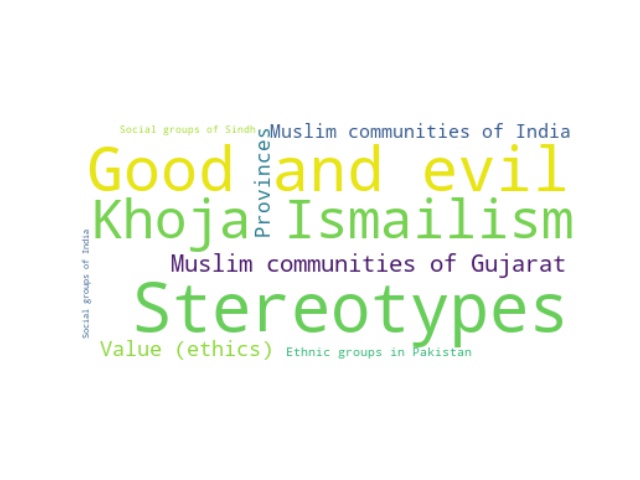 Social groups of Sindh
Muslim communities of India
Good and evil
Provinces
Khoja Ismailism
Social groups of India
Muslim communities of Gujarat
Stereotypes
Value (ethics)
Ethnic groups in Pakistan